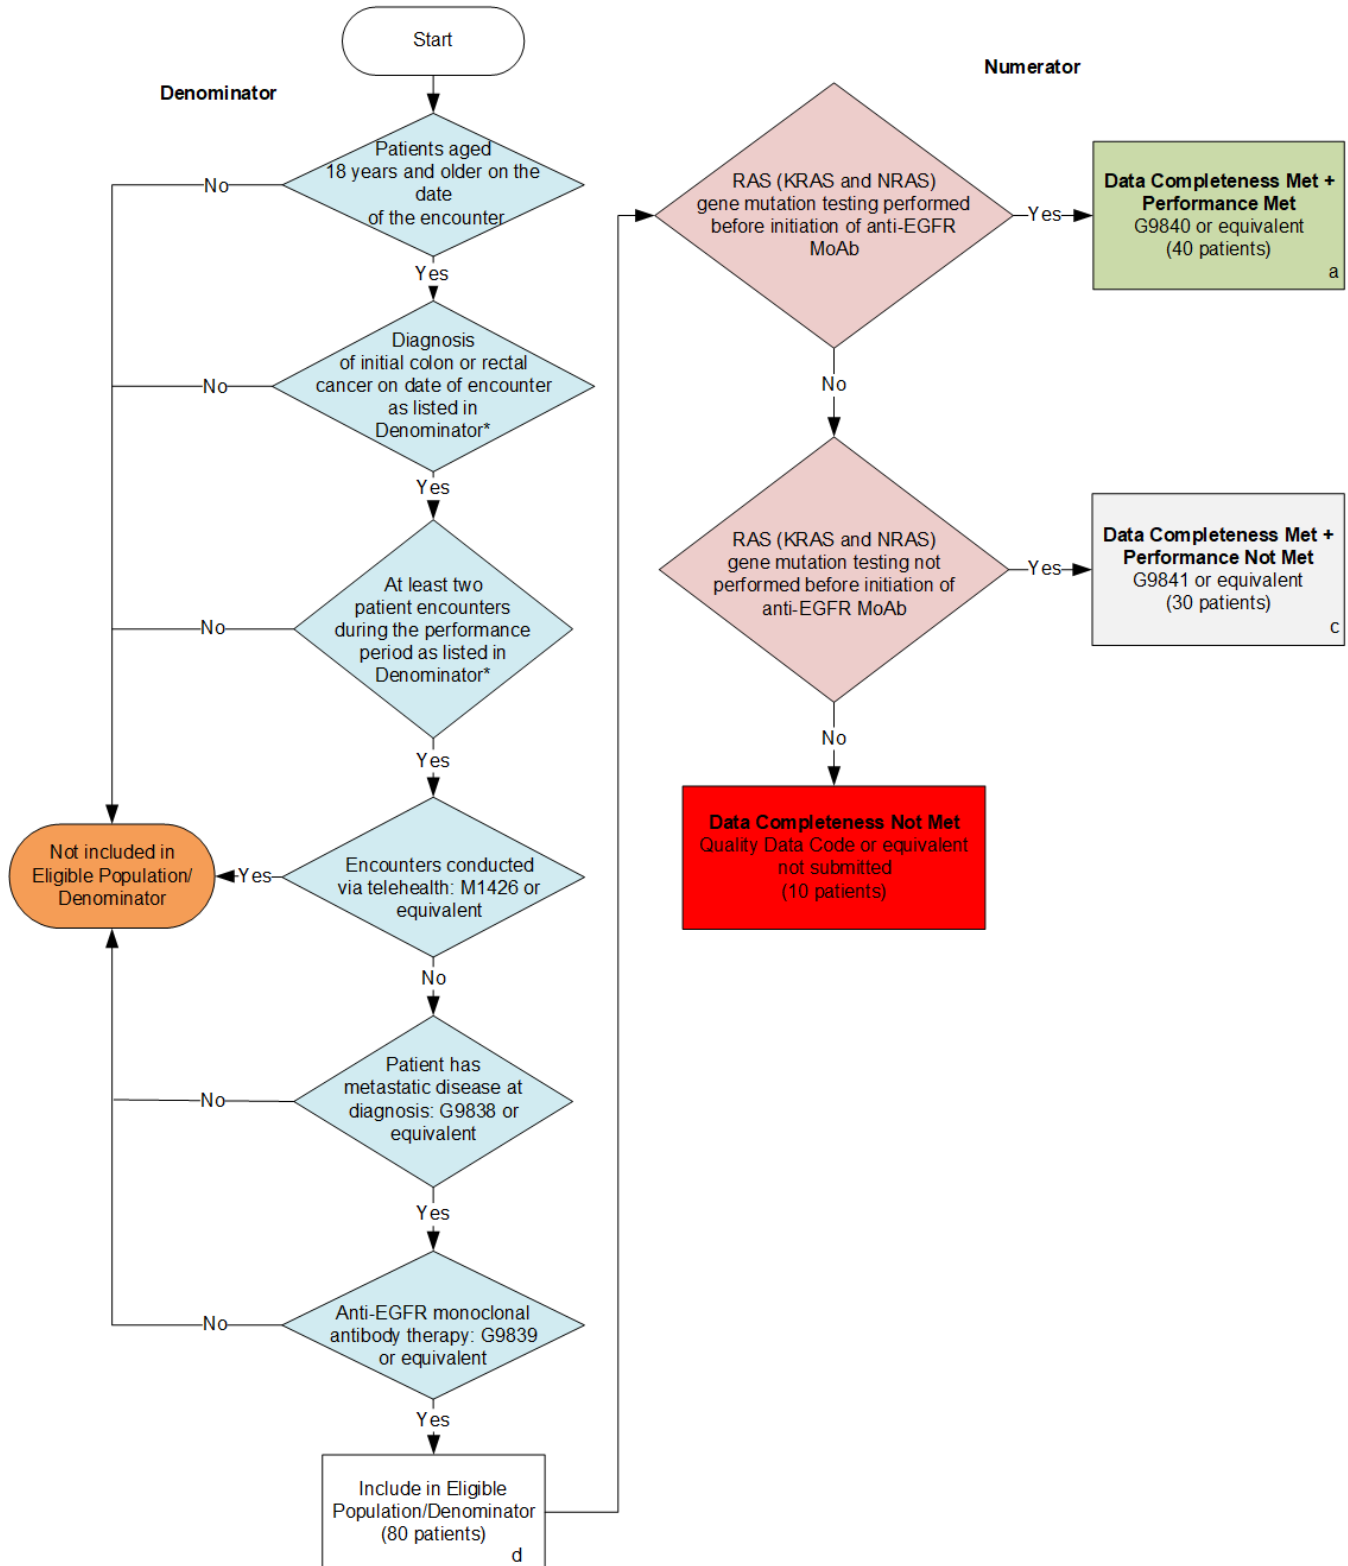 Start
Denominator
Patients aged
18 years and older on the
date
of the encounter
No
Yes
Diagnosis
of initial colon or rectal
cancer on date of encounter
as listed in
Denominator*
No
Yes
At least two
patient encounters
during the performance
period as listed in
Denominator*
No
Yes
Encounters conducted
via telehealth: M1426 or
equivalent
Yes
Not included in
Eligible Population/
Denominator
No
Patient has
metastatic disease at
diagnosis: G9838 or
equivalent
No
Yes
Anti-EGFR monoclonal
antibody therapy: G9839
or equivalent
No
Yes
Include in Eligible
Population/Denominator
(80 patients)
d
Numerator
RAS (KRAS and NRAS)
gene mutation testing performed
before initiation of anti-EGFR
MoAb
Yes
Data Completeness Met +
Performance Met
G9840 or equivalent
(40 patients)
a
No
RAS (KRAS and NRAS)
gene mutation testing not
performed before initiation of
anti-EGFR MoAb
Yes
Data Completeness Met +
Performance Not Met
G9841 or equivalent
(30 patients)
c
No
Data Completeness Not Met
Quality Data Code or equivalent
not submitted
(10 patients)